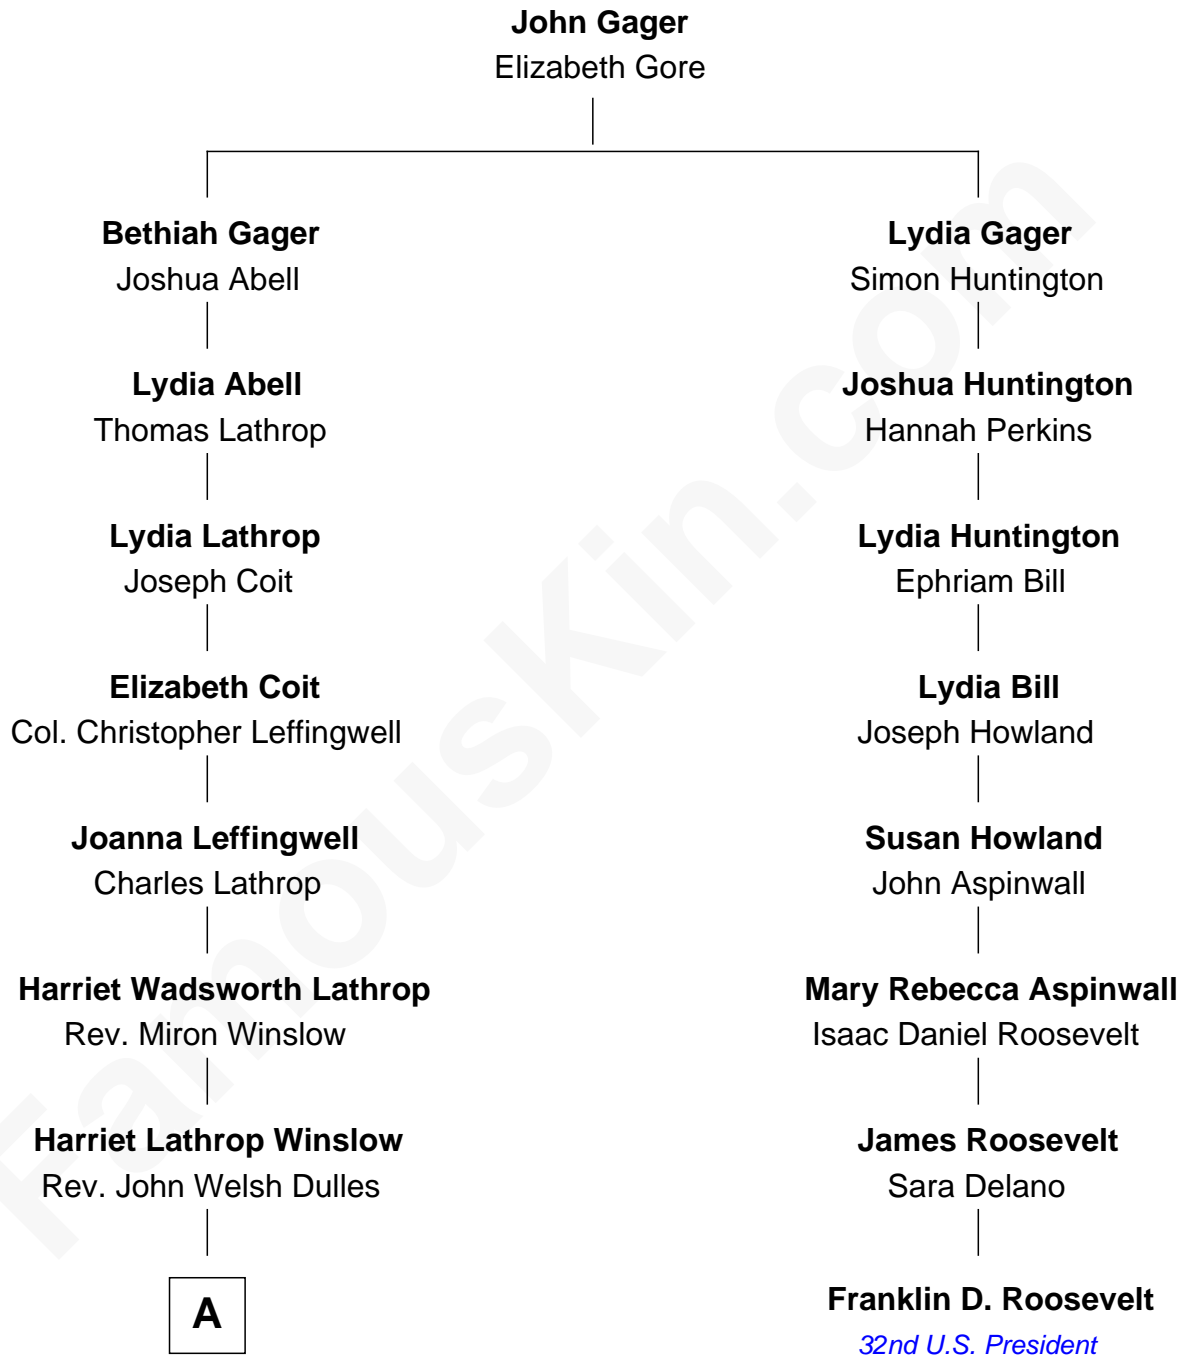 John Gager
Elizabeth Gore
Bethiah Gager
Joshua Abell
Lydia Gager
Simon Huntington
Lydia Abell
Thomas Lathrop
Joshua Huntington
Hannah Perkins
Lydia Lathrop
Joseph Coit
Lydia Huntington
Ephriam Bill
Elizabeth Coit
Col. Christopher Leffingwell
Lydia Bill
Joseph Howland
Joanna Leffingwell
Charles Lathrop
Susan Howland
John Aspinwall
Harriet Wadsworth Lathrop
Rev. Miron Winslow
Mary Rebecca Aspinwall
Isaac Daniel Roosevelt
Harriet Lathrop Winslow
Rev. John Welsh Dulles
James Roosevelt
Sara Delano
A
Franklin D. Roosevelt
32nd U.S. President
FamousKin.com